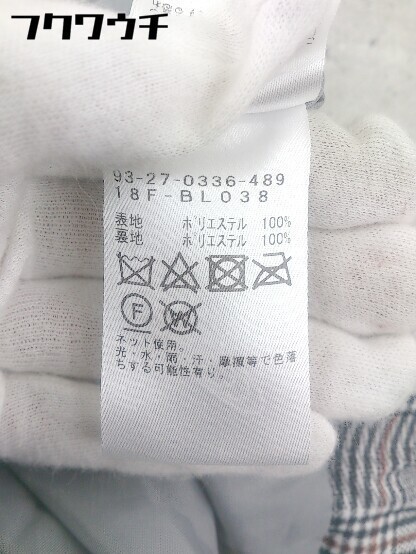 フクワウチ
93-27-0336-489
18F-BL038
表地 ポリエステル 100%
裏地 ポリエステル 100%
F W
ネット使用。
光・水・雨・汗・摩擦等で色落
ちする可能性有り。